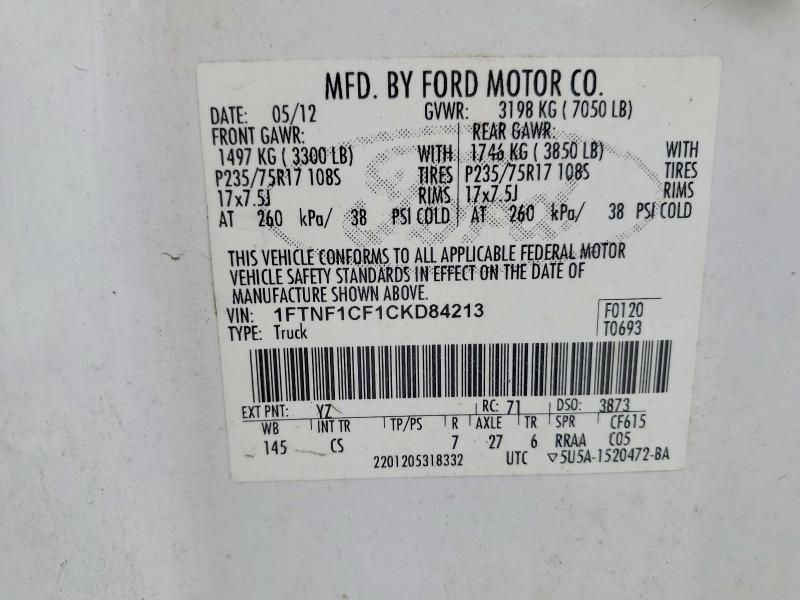 MFD. BY FORD MOTOR CO.
DATE: 05/12 GVWR: 3198 KG ( 7050 LB)
FRONT GAWR: REAR GAWR:
1497 KG ( 3300 LB) WITH 1746 KG ( 3850 LB) WITH
P235/75R17 108S TIRES P235/75R17 108S TIRES
17x7.5J RIMS 17x7.5J RIMS
AT 260 kPa/ 38 PSI COLD AT 260 kPa/ 38 PSI COLD
THIS VEHICLE CONFORMS TO ALL APPLICABLE FEDERAL MOTOR
VEHICLE SAFETY STANDARDS IN EFFECT ON THE DATE OF
MANUFACTURE SHOWN ABOVE.
VIN: 1FTNF1CF1CKD84213 F0120
TYPE: Truck T0693
EXT PNT: YZ RC: 71 DSO: 3873
WB INT TR TP/PS R AXLE TR SPR CF615
145 CS 7 27 6 RRAA C05
2201205318332 UTC ▽5U5A-1520472-BA